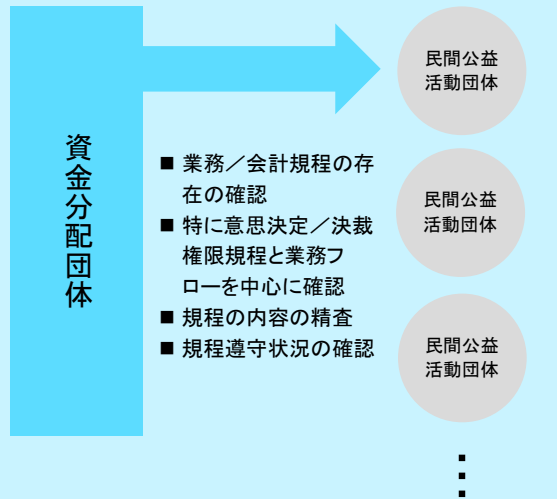 資金分配団体
■ 業務／会計規程の存
在の確認
■ 特に意思決定／決裁
権限規程と業務フ
ローを中心に確認
■ 規程の内容の精査
■ 規程遵守状況の確認
民間公益
活動団体
民間公益
活動団体
民間公益
活動団体